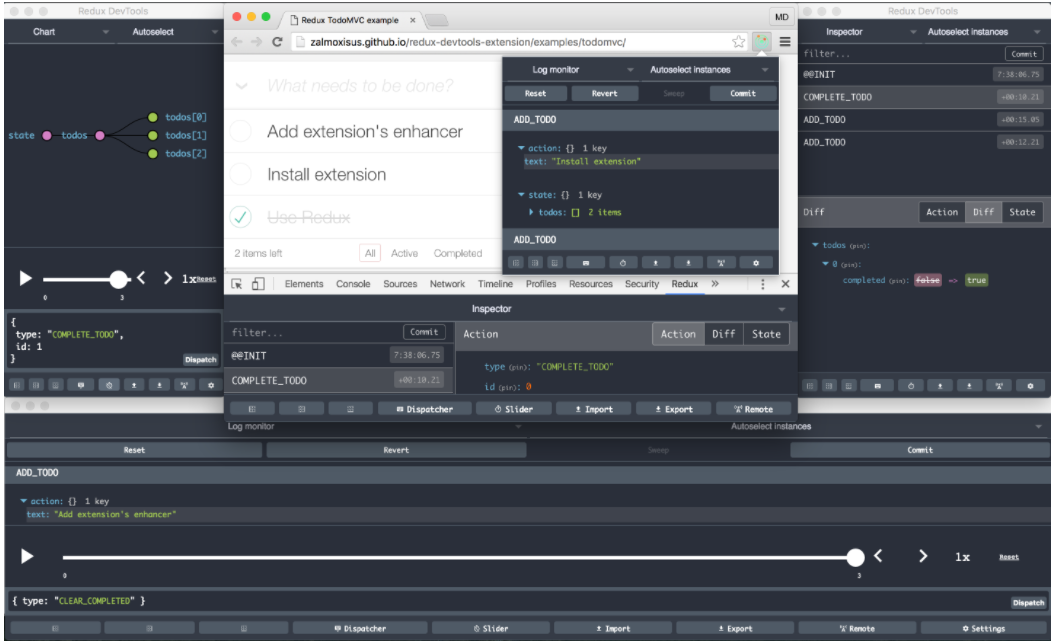 Redux DevTools
Chart
Autoselect
state
todos
todos[0]
todos[1]
todos[2]
1x
Reset
0
3
{
type: "COMPLETE_TODO",
id: 1
}
Dispatch
Redux TodoMVC example
MD
zalmoxisus.github.io/redux-devtools-extension/examples/todomvc/
What needs to be done?
Add extension's enhancer
Install extension
Use Redux
2 items left
All
Active
Completed
Log monitor
Autoselect instances
Reset
Revert
Sweep
Commit
ADD_TODO
action: {} 1 key
text: "Install extension"
state: {} 1 key
todos: [] 2 items
ADD_TODO
Elements Console Sources Network Timeline Profiles Resources Security Redux »
Inspector
filter...
Commit
Action
Action Diff State
@@INIT
7:38:06.75
COMPLETE_TODO
+00:10.21
type (pin): "COMPLETE_TODO"
id (pin): 0
Dispatcher
Slider
Import
Export
Remote
Redux DevTools
Inspector
Autoselect instances
filter...
Commit
@@INIT
7:38:06.75
COMPLETE_TODO
+00:10.21
ADD_TODO
+00:15.05
ADD_TODO
+00:12.21
Diff
Action Diff State
todos (pin):
0 (pin):
completed (pin): false => true
Log monitor
Autoselect instances
Reset
Revert
Sweep
Commit
ADD_TODO
action: {} 1 key
text: "Add extension's enhancer"
0
3
1x
Reset
{ type: "CLEAR_COMPLETED" }
Dispatch
Dispatcher
Slider
Import
Export
Remote
Settings